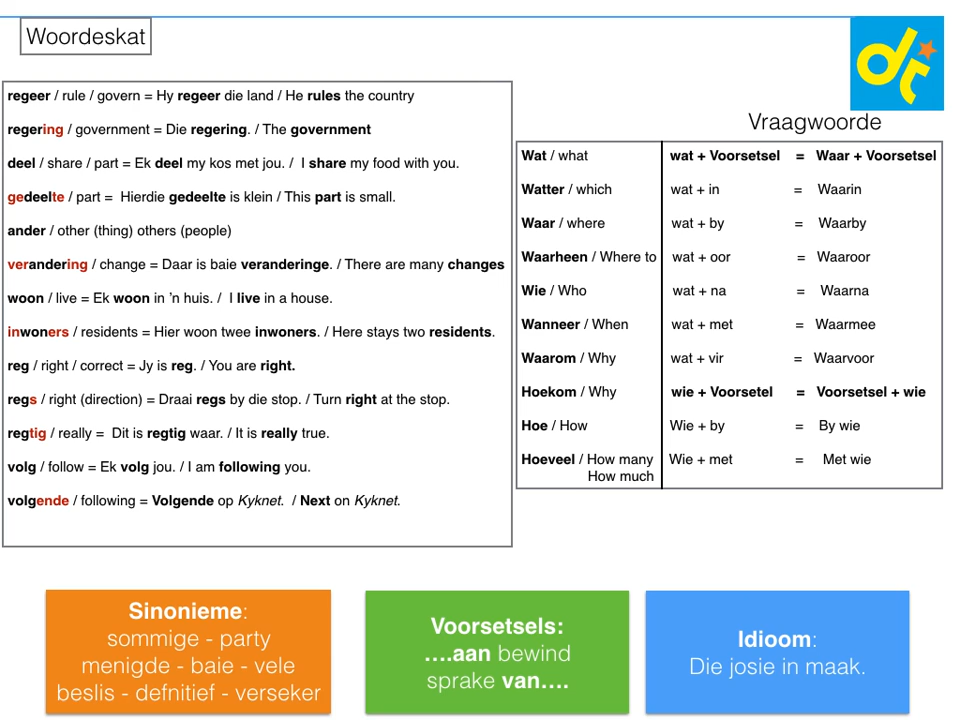 Woordeskat
dt
regeer / rule / govern = Hy regeer die land / He rules the country
regering / government = Die regering. / The government
deel / share / part = Ek deel my kos met jou. / I share my food with you.
gedeelte / part = Hierdie gedeelte is klein / This part is small.
ander / other (thing) others (people)
verandering / change = Daar is baie veranderinge. / There are many changes
woon / live = Ek woon in 'n huis. / I live in a house.
inwoners / residents = Hier woon twee inwoners. / Here stays two residents.
reg / right / correct = Jy is reg. / You are right.
regs / right (direction) = Draai regs by die stop. / Turn right at the stop.
regtig / really = Dit is regtig waar. / It is really true.
volg / follow = Ek volg jou. / I am following you.
volgende / following = Volgende op Kyknet. / Next on Kyknet.
Vraagwoorde
Wat / what wat + Voorsetsel = Waar + Voorsetsel
Watter / which wat + in = Waarin
Waar / where wat + by = Waarby
Waarheen / Where to wat + oor = Waaroor
Wie / Who wat + na = Waarna
Wanneer / When wat + met = Waarmee
Waarom / Why wat + vir = Waarvoor
Hoekom / Why wie + Voorsetel = Voorsetsel + wie
Hoe / How Wie + by = By wie
Hoeveel / How many Wie + met = Met wie
How much
Sinonieme:
sommige - party
menigde - baie - vele
beslis - defnitief - verseker
Voorsetsels:
....aan bewind
sprake van....
Idioom:
Die josie in maak.